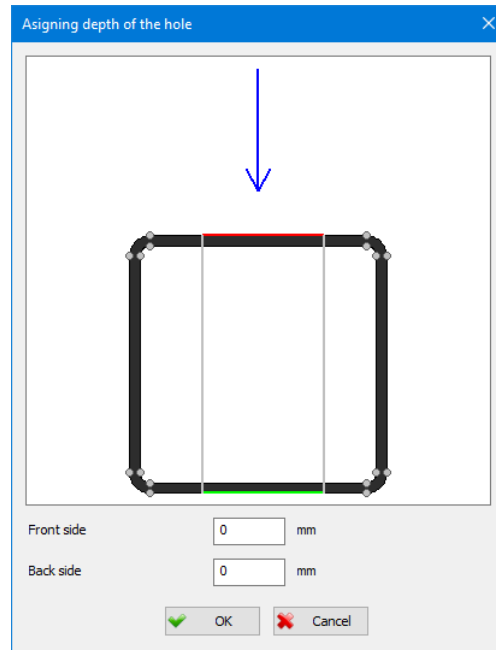 Asigning depth of the hole
Front side 0 mm
Back side 0 mm
OK Cancel